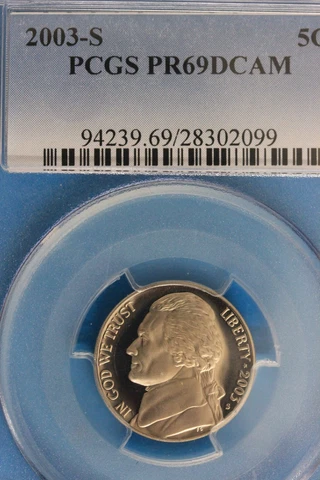 2003-S 5C
PCGS PR69DCAM
94239.69/28302099
IN GOD WE TRUST
LIBERTY 2003
S